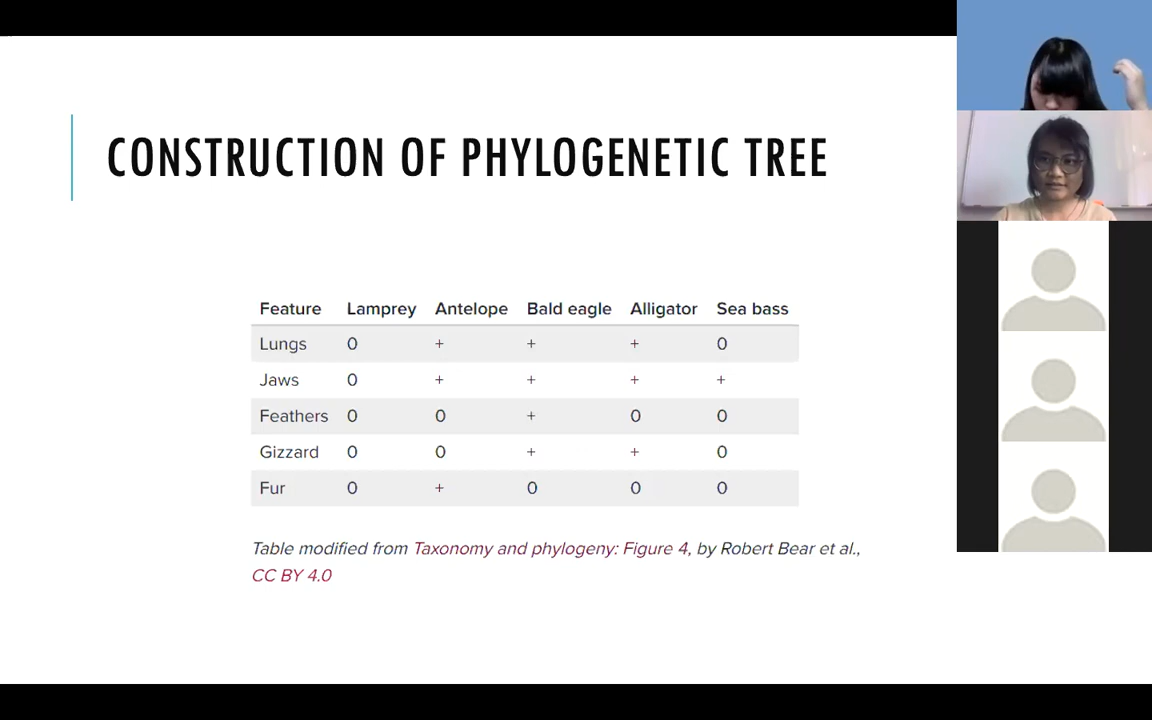 CONSTRUCTION OF PHYLOGENETIC TREE
Feature Lamprey Antelope Bald eagle Alligator Sea bass
Lungs 0 + + + 0
Jaws 0 + + + +
Feathers 0 0 + 0 0
Gizzard 0 0 + + 0
Fur 0 + 0 0 0
Table modified from Taxonomy and phylogeny: Figure 4, by Robert Bear et al.,
CC BY 4.0